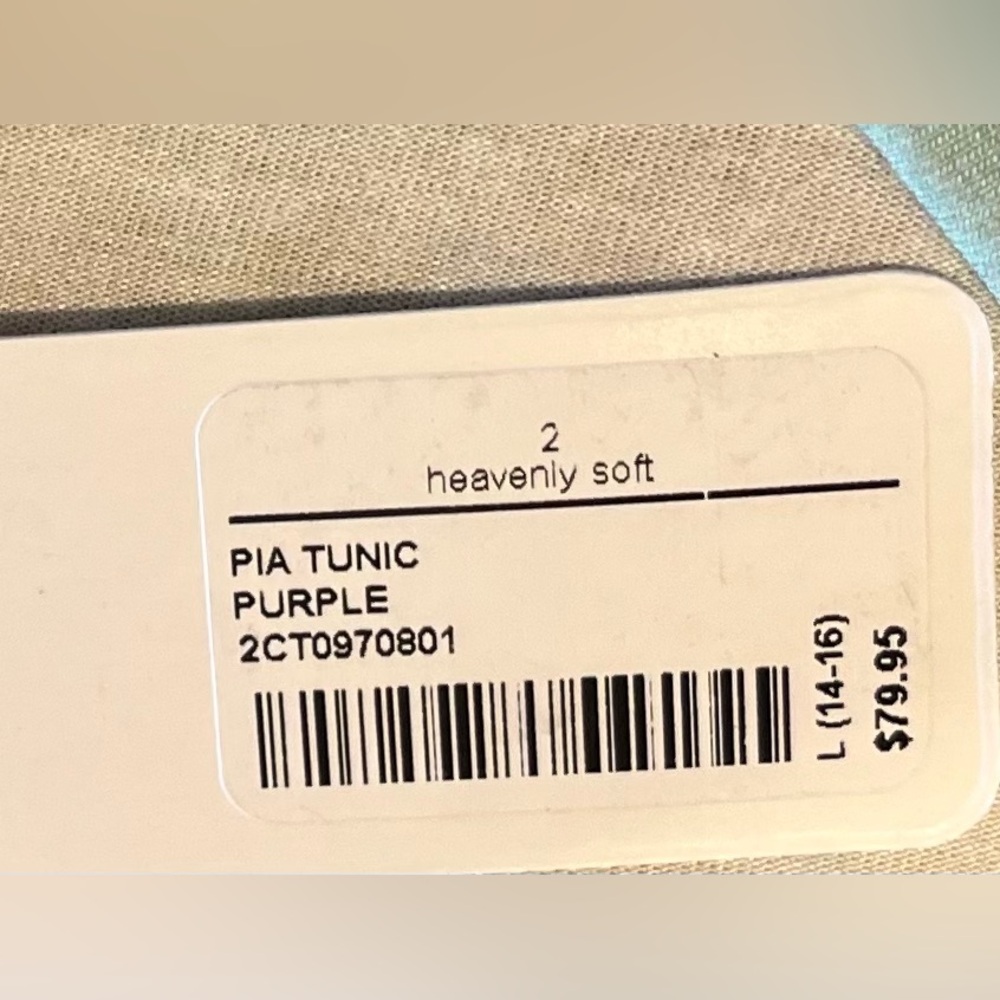 2
heavenly soft
PIA TUNIC
PURPLE
2CT0970801
L (14-16)
$79.95